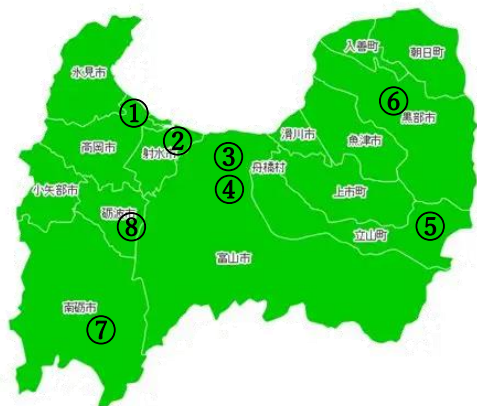 入善町
朝日町
氷見市
⑥
黒部市
①
②
滑川市
魚津市
高岡市
射水市
③
舟橋村
小矢部市
④
上市町
砺波市
⑧
⑤
立山町
富山市
南砺市
⑦